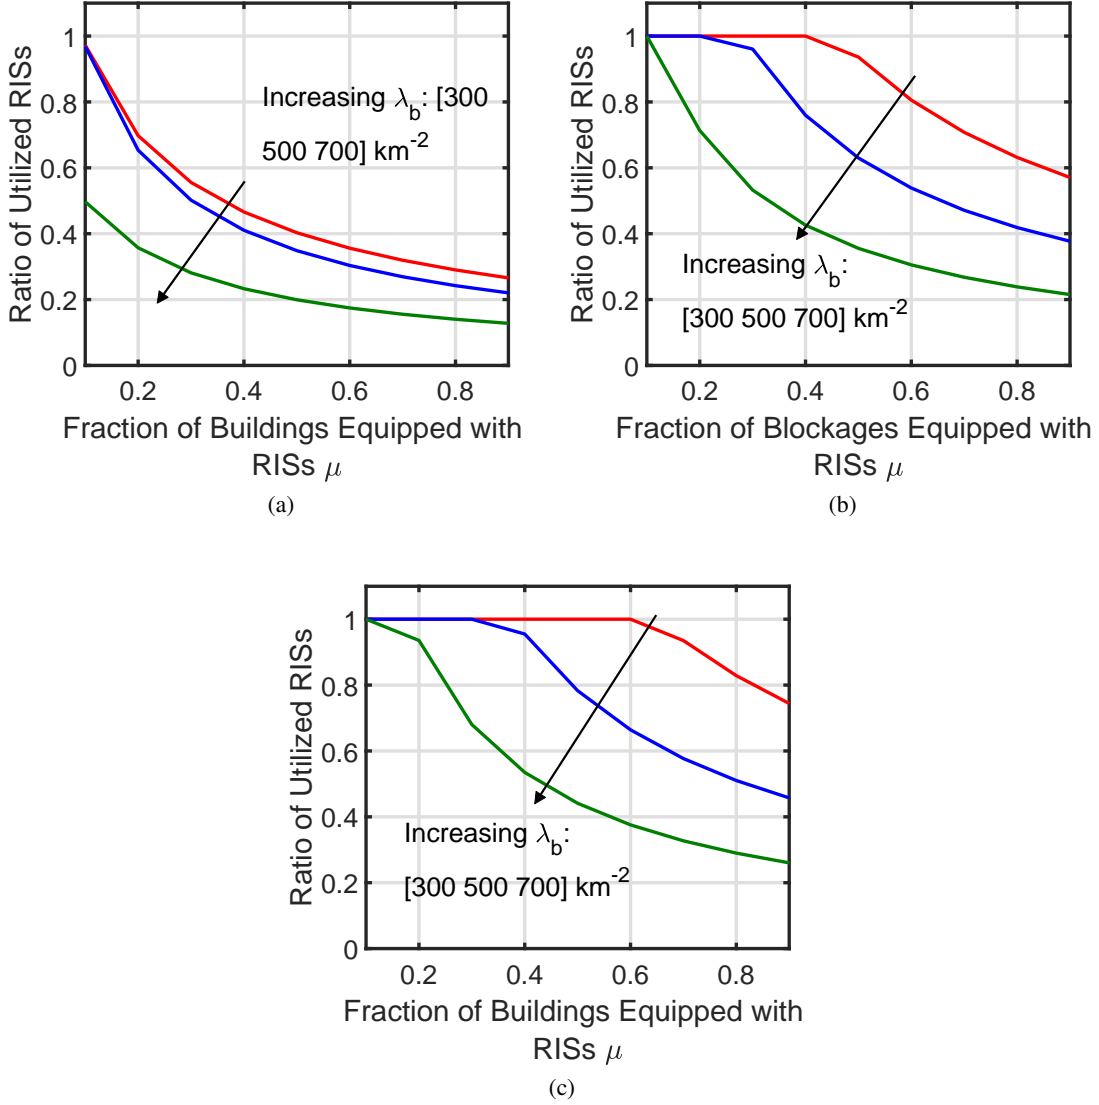 1
0.8
0.6
0.4
0.2
0
Ratio of Utilized RISs
Increasing λb: [300
500 700] km-2
0.2 0.4 0.6 0.8
Fraction of Buildings Equipped with
RISs μ
(a)
1
0.8
0.6
0.4
0.2
0
Ratio of Utilized RISs
Increasing λb:
[300 500 700] km-2
0.2 0.4 0.6 0.8
Fraction of Blockages Equipped with
RISs μ
(b)
1
0.8
0.6
0.4
0.2
0
Ratio of Utilized RISs
Increasing λb:
[300 500 700] km-2
0.2 0.4 0.6 0.8
Fraction of Buildings Equipped with
RISs μ
(c)